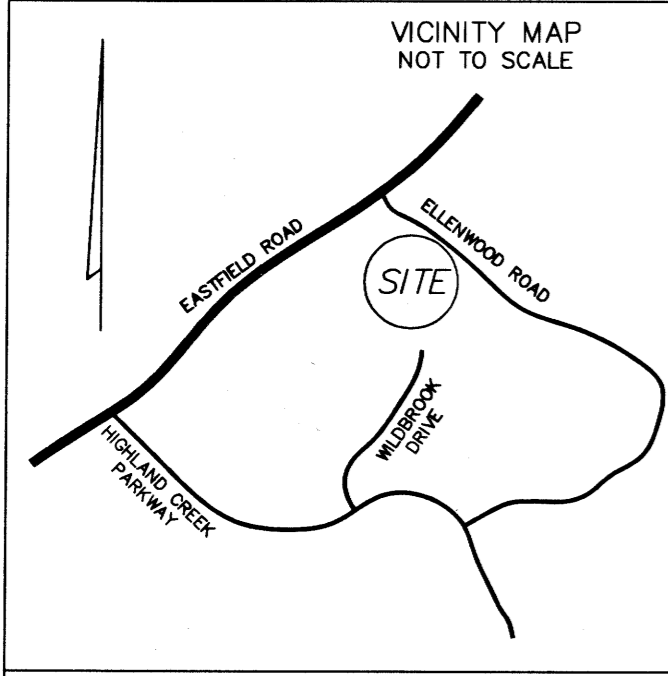 VICINITY MAP
NOT TO SCALE
EASTFIELD ROAD
ELLENWOOD ROAD
SITE
WILDBROOK
DRIVE
HIGHLAND CREEK
PARKWAY